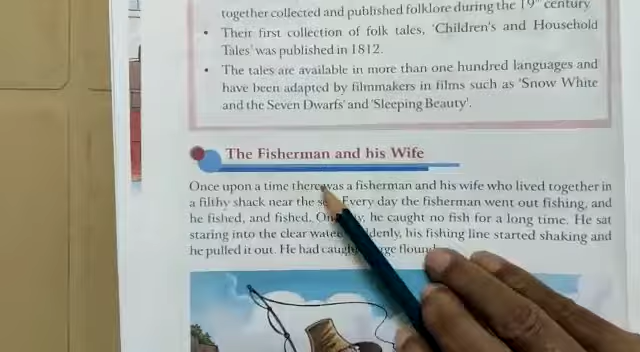 together collected and published folklore during the 19th century
• Their first collection of folk tales, 'Children's and Household
Tales' was published in 1812.
• The tales are available in more than one hundred languages and
have been adapted by filmmakers in films such as 'Snow White
and the Seven Dwarfs' and 'Sleeping Beauty'.
The Fisherman and his Wife
Once upon a time there was a fisherman and his wife who lived together in
a filthy shack near the Every day the fisherman went out fishing, and
he fished, and fished. he caught no fish for a long time. He sat
staring into the clear his fishing line started shaking and
he pulled it out. He had